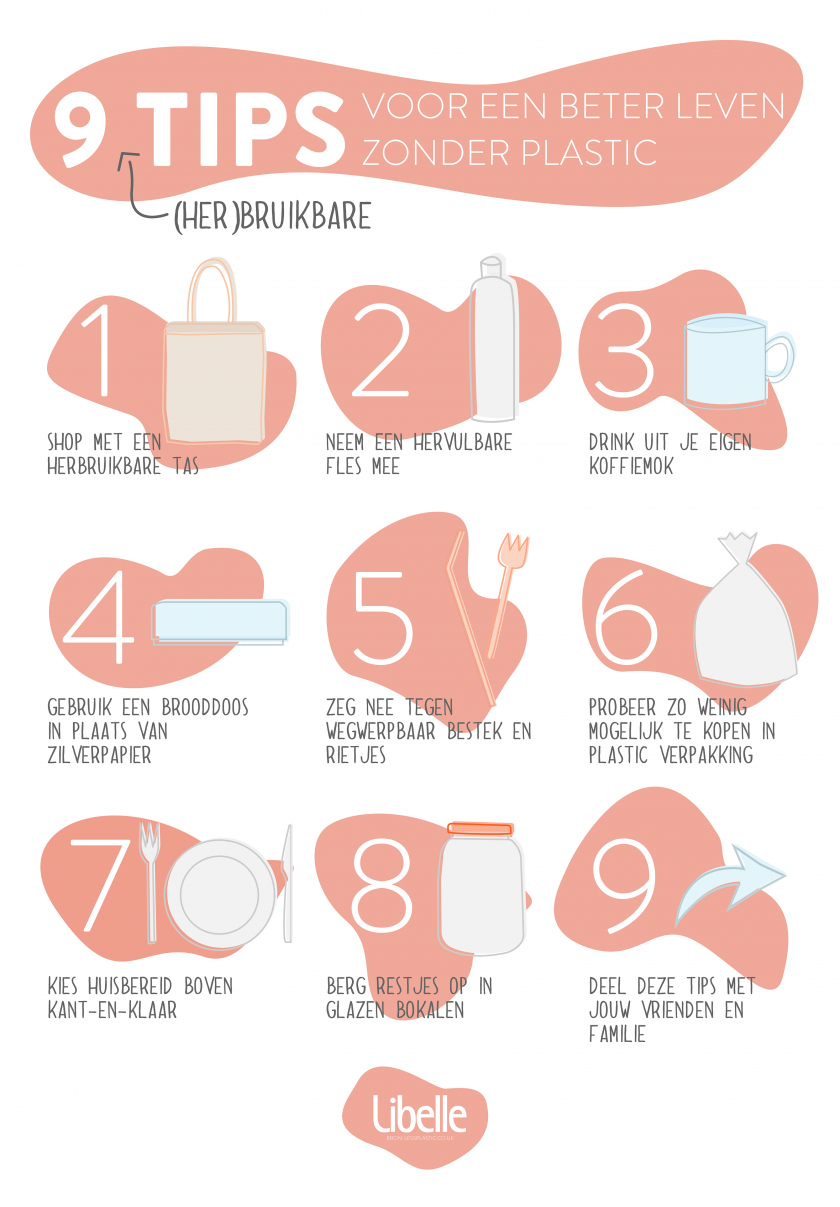 9 TIPS VOOR EEN BETER LEVEN
ZONDER PLASTIC
(HER)BRUIKBARE
1
SHOP MET EEN
HERBRUIKBARE TAS
2
NEEM EEN HERVULBARE
FLES MEE
3
DRINK UIT JE EIGEN
KOFFIEMOK
4
GEBRUIK EEN BROODDOOS
IN PLAATS VAN
ZILVERPAPIER
5
ZEG NEE TEGEN
WEGWERPBAAR BESTEK EN
RIETJES
6
PROBEER ZO WEINIG
MOGELIJK TE KOPEN IN
PLASTIC VERPAKKING
7
KIES HUISBEREID BOVEN
KANT-EN-KLAAR
8
BERG RESTJES OP IN
GLAZEN BOKALEN
9
DEEL DEZE TIPS MET
JOUW VRIENDEN EN
FAMILIE
Libelle